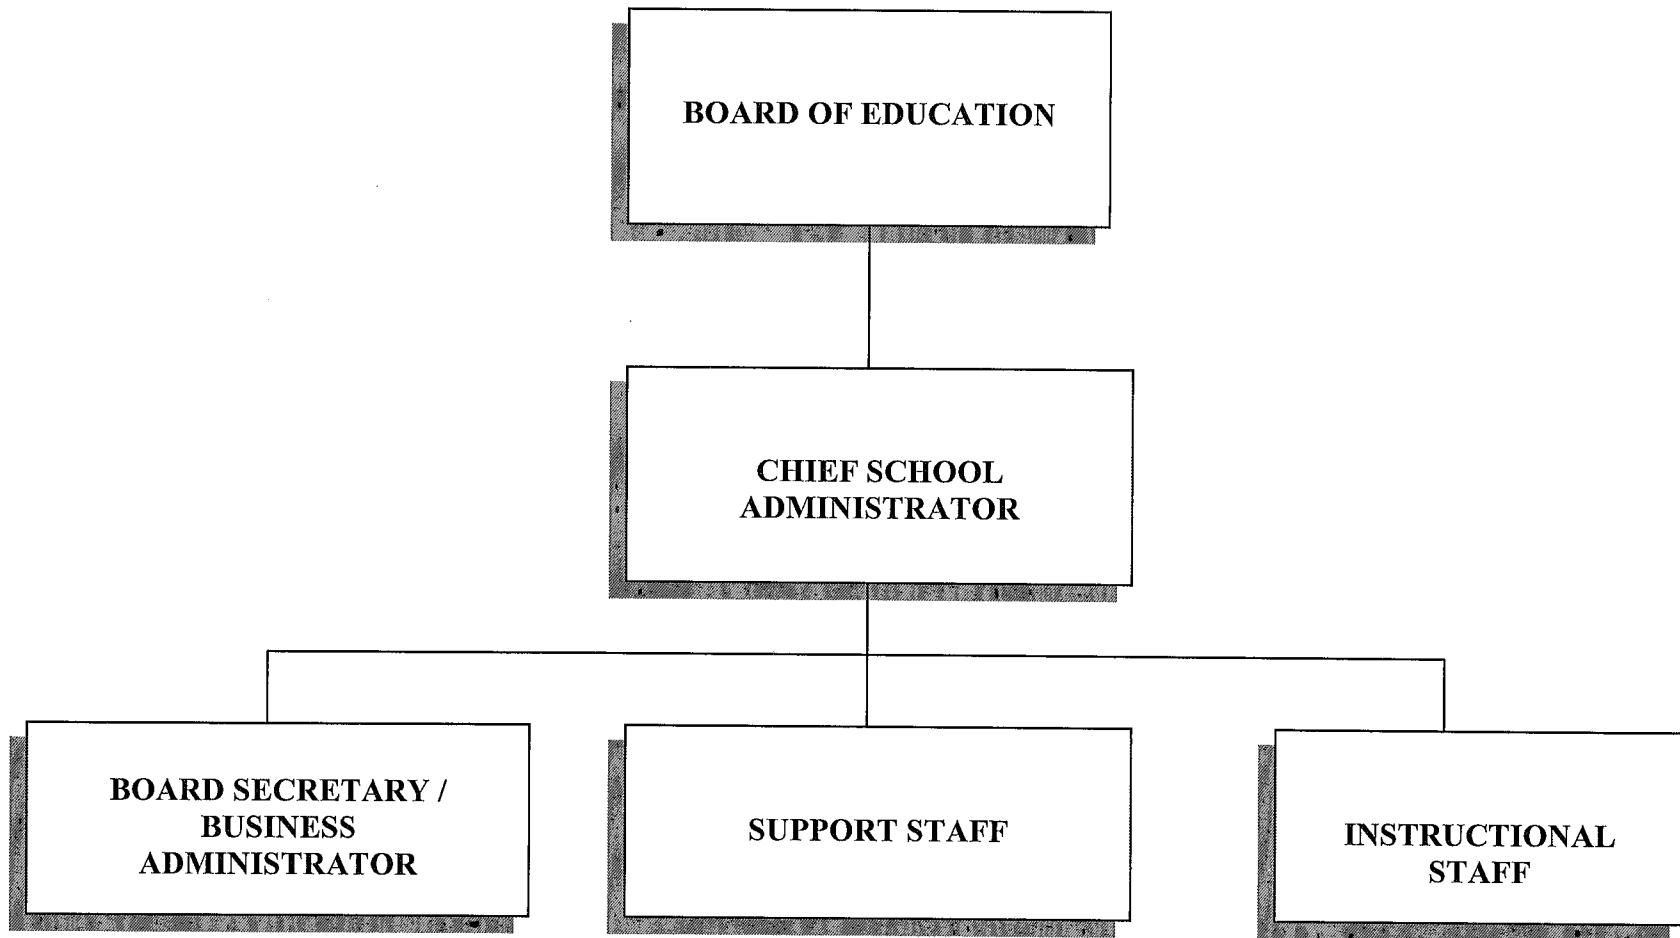 BOARD OF EDUCATION
CHIEF SCHOOL
ADMINISTRATOR
BOARD SECRETARY /
BUSINESS
ADMINISTRATOR
SUPPORT STAFF
INSTRUCTIONAL
STAFF